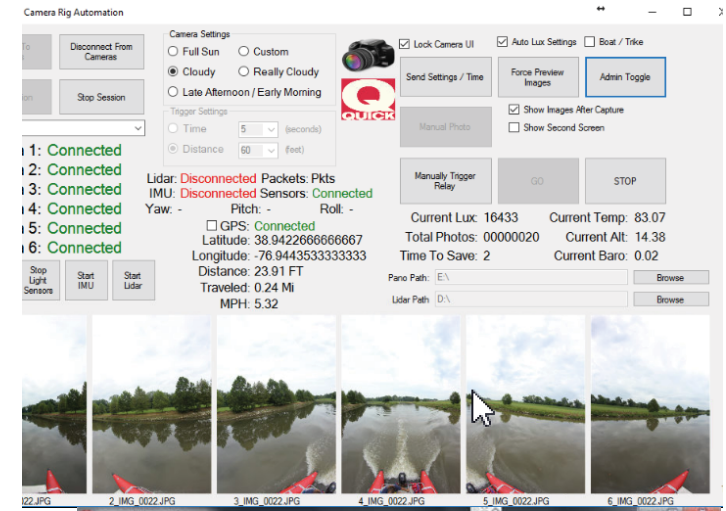 Camera Rig Automation
To
Disconnect From
Cameras
Stop Session
Camera Settings
Full Sun
Custom
Cloudy
Really Cloudy
Late Afternoon / Early Morning
Trigger Settings
Time
5
(seconds)
Distance
60
(feet)
QUICK
Lock Camera UI
Auto Lux Settings
Boat / Trike
Send Settings / Time
Force Preview
Images
Admin Toggle
Show Images After Capture
Show Second Screen
Manual Photo
Manually Trigger
Relay
GO
STOP
1: Connected
2: Connected
3: Connected
4: Connected
5: Connected
6: Connected
Lidar: Disconnected Packets: Pkts
IMU: Disconnected Sensors: Connected
Yaw: - Pitch: - Roll: -
GPS: Connected
Latitude: 38.9422666666667
Longitude: -76.9443533333333
Distance: 23.91 FT
Traveled: 0.24 Mi
MPH: 5.32
Stop
Light
Sensors
Start
IMU
Start
Lidar
Current Lux: 16433 Current Temp: 83.07
Total Photos: 00000020 Current Alt: 14.38
Time To Save: 2 Current Baro: 0.02
Pano Path: E:\ Browse
Lidar Path D:\ Browse
022.JPG
2_IMG_0022.JPG
3_IMG_0022.JPG
4_IMG_0022.JPG
5_IMG_0022.JPG
6_IMG_0022.JPG